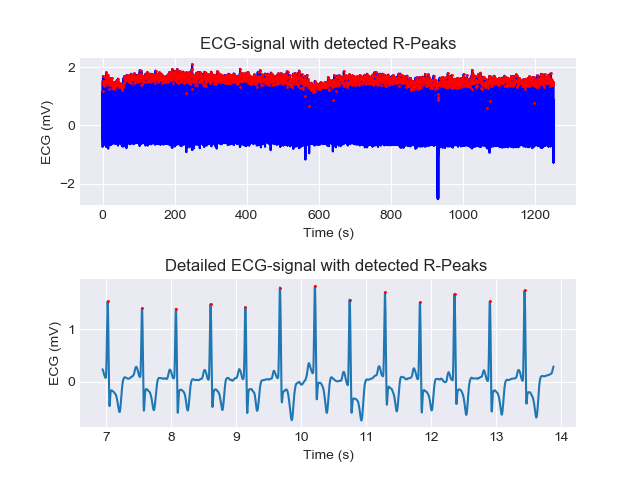 ECG-signal with detected R-Peaks
2
0
−2
ECG (mV)
0 200 400 600 800 1000 1200
Time (s)
Detailed ECG-signal with detected R-Peaks
1
0
ECG (mV)
7 8 9 10 11 12 13 14
Time (s)